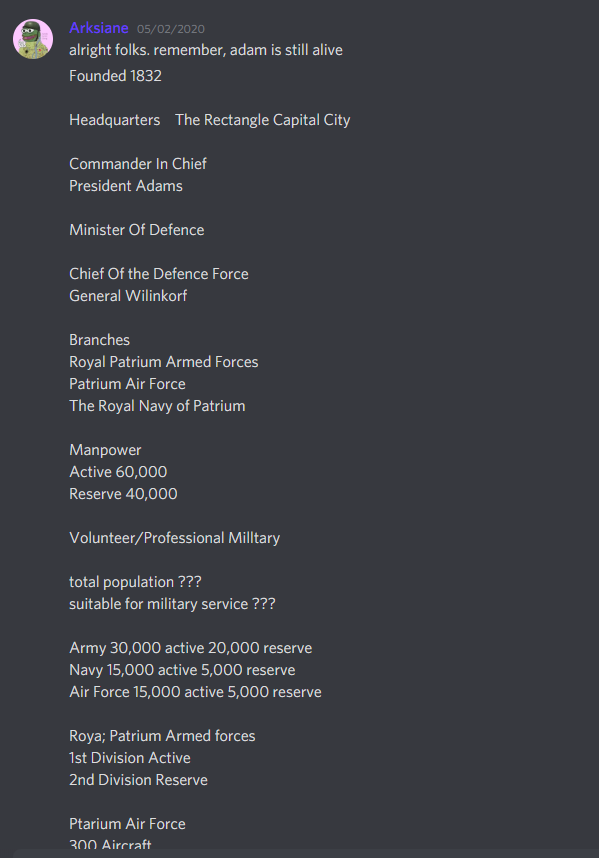 Arksiane 05/02/2020
alright folks. remember, adam is still alive
Founded 1832
Headquarters The Rectangle Capital City
Commander In Chief
President Adams
Minister Of Defence
Chief Of the Defence Force
General Wilinkorf
Branches
Royal Patrium Armed Forces
Patrium Air Force
The Royal Navy of Patrium
Manpower
Active 60,000
Reserve 40,000
Volunteer/Professional Milltary
total population ???
suitable for military service ???
Army 30,000 active 20,000 reserve
Navy 15,000 active 5,000 reserve
Air Force 15,000 active 5,000 reserve
Roya; Patrium Armed forces
1st Division Active
2nd Division Reserve
Ptarium Air Force
300 Aircraft